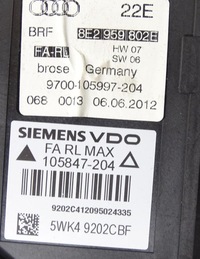 22E
BRF 8E2 959 802E
FA-RL HW 07
SW 06
brose Germany
9700-105997-204
068 0013 06.06.2012
SIEMENS VDO
FA RL MAX
105847-204
9202C412095024335
5WK4 9202CBF